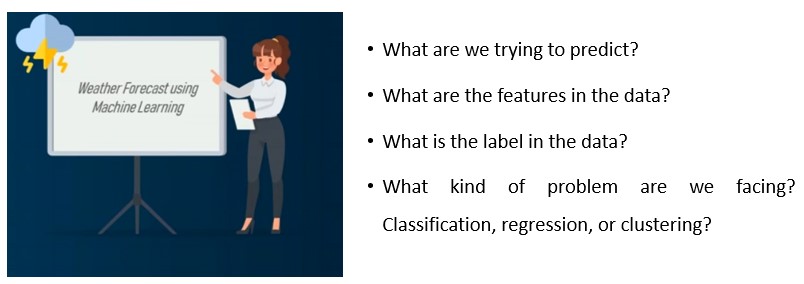 Weather Forecast using
Machine Learning
• What are we trying to predict?
• What are the features in the data?
• What is the label in the data?
• What kind of problem are we facing?
Classification, regression, or clustering?